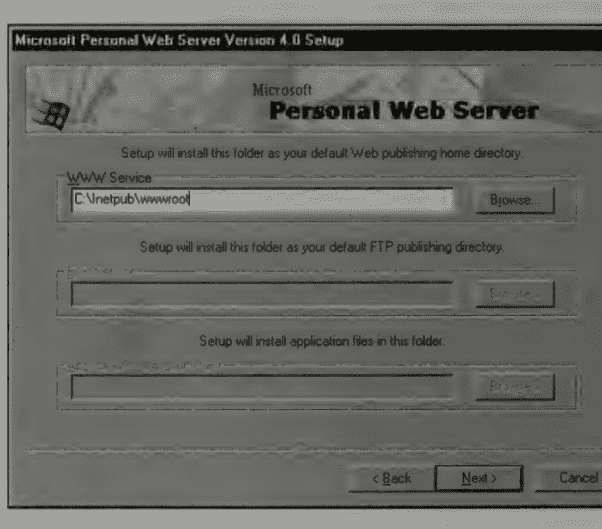 Microsoft Personal Web Server Version 4.0 Setup
Microsoft
Personal Web Server
Setup will install this folder as your default Web publishing home directory.
WWW Service
C:\Inetpub\wwwroot
Browse...
Setup will install this folder as your default FTP publishing directory.
Browse...
Setup will install application files in this folder.
Browse...
< Back
Next >
Cancel